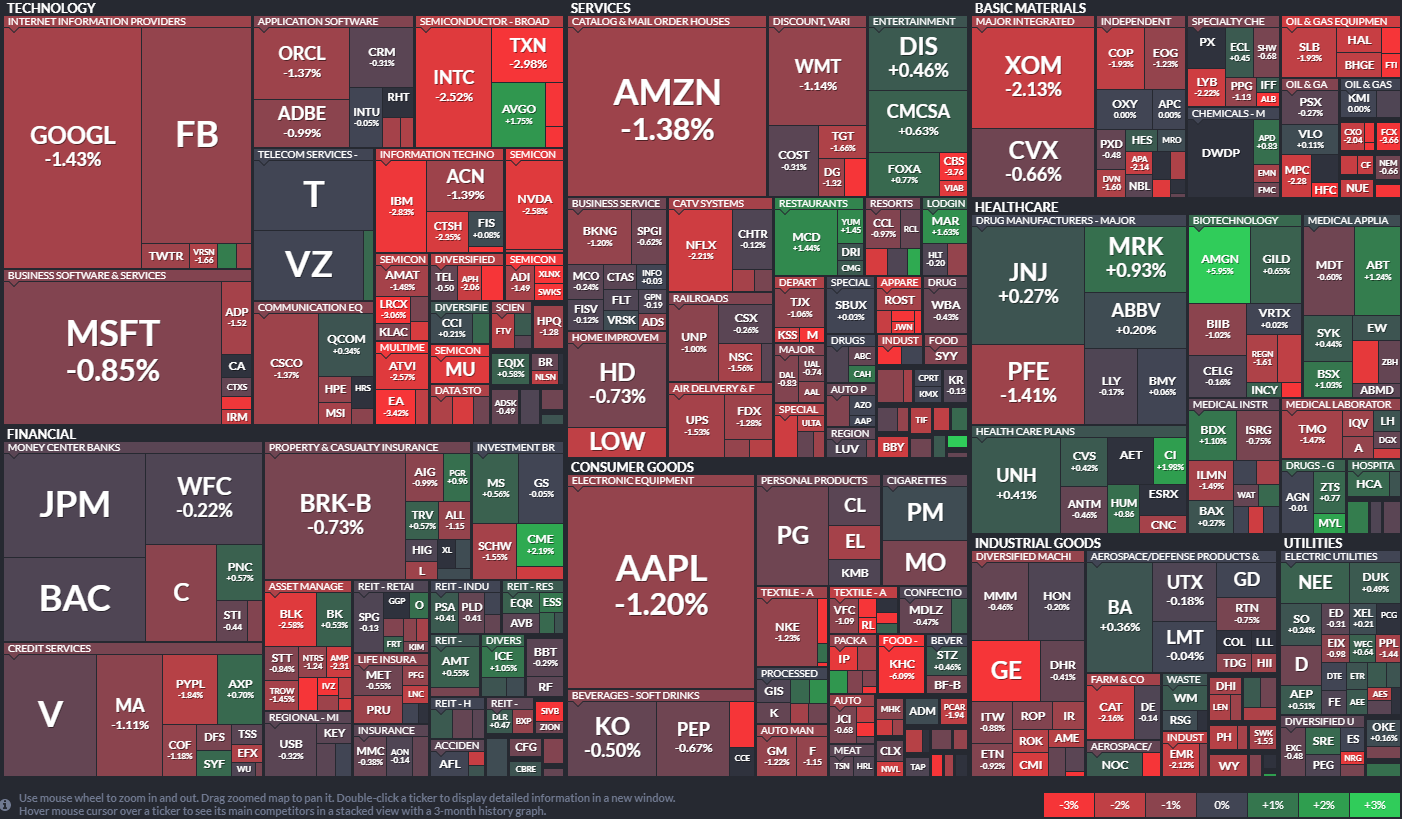 TECHNOLOGY
INTERNET INFORMATION PROVIDERS
GOOGL
-1.43%
FB
TWTR
VRSN
-1.66
APPLICATION SOFTWARE
ORCL
-1.37%
ADBE
-0.99%
CRM
-0.31%
INTU
-0.05%
RHT
SEMICONDUCTOR - BROAD
INTC
-2.52%
TXN
-2.98%
AVGO
+1.75%
TELECOM SERVICES -
T
VZ
INFORMATION TECHNO
IBM
-2.83%
ACN
-1.39%
CTSH
-2.35%
FIS
+0.08%
SEMICON
NVDA
-2.58%
BUSINESS SOFTWARE & SERVICES
MSFT
-0.85%
ADP
-1.52
CA
CTXS
IRM
COMMUNICATION EQ
CSCO
-1.37%
QCOM
+0.34%
HPE
HRS
MSI
SEMICON
AMAT
-1.48%
LRCX
-3.06%
KLAC
DIVERSIFIED
TEL
-0.50
APH
-2.06
SEMICON
ADI
-1.49
XLNX
SWKS
DIVERSIFIE
CCI
+0.21%
SCIEN
FTV
HPQ
-1.28
MULTIME
ATVI
-2.57%
EA
-3.42%
SEMICON
MU
EQIX
+0.58%
BR
NLSN
DATA STO
ADSK
-0.49
SERVICES
CATALOG & MAIL ORDER HOUSES
AMZN
-1.38%
DISCOUNT, VARI
WMT
-1.14%
COST
-0.31%
TGT
-1.66%
DG
-1.32
ENTERTAINMENT
DIS
+0.46%
CMCSA
+0.63%
FOXA
+0.77%
CBS
-3.76
VIAB
BUSINESS SERVICE
BKNG
-1.20%
SPGI
-0.62%
MCO
-0.24%
CTAS
INFO
+0.03
FISV
-0.12%
FLT
GPN
-0.19
VRSK
ADS
CATV SYSTEMS
NFLX
-2.21%
CHTR
-0.12%
RESTAURANTS
MCD
+1.44%
YUM
+1.45
DRI
CMG
RESORTS
CCL
-0.97%
RCL
LODGIN
MAR
+1.63%
HLT
-0.20
RAILROADS
UNP
-1.00%
CSX
-0.26%
NSC
-1.56%
DEPART
TJX
-1.06%
KSS
M
SPECIAL
SBUX
+0.03%
APPARE
ROST
JWN
DRUG
WBA
-0.43%
HOME IMPROVEM
HD
-0.73%
LOW
MAJOR
DAL
-0.83
UAL
-0.74
AAL
DRUGS
ABC
CAH
INDUST
FOOD
SYY
AIR DELIVERY & F
UPS
-1.53%
FDX
-1.28%
SPECIAL
ULTA
AUTO P
AZO
AAP
CPRT
KMX
KR
-0.13
REGION
LUV
TIF
BBY
BASIC MATERIALS
MAJOR INTEGRATED
XOM
-2.13%
CVX
-0.66%
INDEPENDENT
COP
-1.93%
EOG
-1.23%
OXY
0.00%
APC
0.00%
PXD
-0.48
HES
MRO
APA
-2.14
DVN
-1.60
NBL
SPECIALTY CHE
PX
ECL
+0.45
SHW
-0.68
LYB
-2.22%
PPG
-1.13
IFF
ALB
CHEMICALS - M
DWDP
APD
+0.83
EMN
FMC
OIL & GAS EQUIPMEN
SLB
-1.93%
HAL
BHGE
FTI
OIL & GA
PSX
-0.27%
VLO
+0.11%
MPC
-2.28
HFC
OIL & GAS
KMI
0.00%
CXO
-2.04
FCX
-3.66
CF
NEM
-0.66
NUE
HEALTHCARE
DRUG MANUFACTURERS - MAJOR
JNJ
+0.27%
MRK
+0.93%
ABBV
+0.20%
PFE
-1.41%
LLY
-0.17%
BMY
+0.06%
BIOTECHNOLOGY
AMGN
+5.95%
GILD
+0.65%
BIIB
-1.02%
VRTX
+0.02%
CELG
-0.16%
REGN
-1.61
INCY
MEDICAL APPLIA
MDT
-0.60%
ABT
+1.24%
SYK
+0.44%
EW
BSX
+1.03%
ZBH
ABMD
HEALTH CARE PLANS
UNH
+0.41%
CVS
+0.42%
AET
CI
+1.98%
ANTM
-0.46%
HUM
+0.86
ESRX
CNC
MEDICAL INSTR
BDX
+1.10%
ISRG
-0.75%
ILMN
-1.49%
WAT
BAX
+0.27%
MEDICAL LABORATOR
TMO
-1.47%
IQV
LH
A
DGX
DRUGS - G
AGN
-0.01
ZTS
+0.77
MYL
HOSPITA
HCA
FINANCIAL
MONEY CENTER BANKS
JPM
WFC
-0.22%
BAC
C
PNC
+0.57%
STI
-0.44
PROPERTY & CASUALTY INSURANCE
BRK-B
-0.73%
AIG
-0.99%
PGR
+0.96
TRV
+0.57%
ALL
-1.15
HIG
XL
L
INVESTMENT BR
MS
+0.56%
GS
-0.05%
SCHW
-1.55%
CME
+2.19%
CREDIT SERVICES
V
MA
-1.11%
PYPL
-1.84%
AXP
+0.70%
COF
-1.18%
DFS
TSS
SYF
EFX
WU
ASSET MANAGE
BLK
-2.58%
BK
+0.53%
STT
-0.84%
NTRS
-1.24
AMP
-2.31
TROW
-1.45%
IVZ
REIT - RETAI
SPG
-0.13
GGP
O
FRT
KIM
REIT - INDU
PSA
+0.41
PLD
-0.41
REIT - RES
EQR
ESS
AVB
LIFE INSURA
MET
-0.55%
PFG
LNC
PRU
REIT -
AMT
+0.55%
DIVERS
ICE
+1.05%
BBT
-0.29%
RF
REGIONAL - MI
USB
-0.32%
KEY
INSURANCE
MMC
-0.38%
AON
-0.14
REIT - H
REIT -
DLR
+0.47
BXP
SIVB
ZION
ACCIDEN
AFL
CFG
CBRE
CONSUMER GOODS
ELECTRONIC EQUIPMENT
AAPL
-1.20%
PERSONAL PRODUCTS
PG
CL
EL
KMB
CIGARETTES
PM
MO
TEXTILE - A
NKE
-1.23%
TEXTILE - A
VFC
-1.09
RL
CONFECTIO
MDLZ
-0.47%
PACKA
IP
FOOD -
KHC
-6.09%
BEVER
STZ
+0.46%
BF-B
BEVERAGES - SOFT DRINKS
KO
-0.50%
PEP
-0.67%
CCE
PROCESSED
GIS
K
AUTO
JCI
-0.68
MHK
ADM
PCAR
-1.94
AUTO MAN
GM
-1.22%
F
-1.15
MEAT
TSN
HRL
CLX
NWL
TAP
INDUSTRIAL GOODS
DIVERSIFIED MACHI
MMM
-0.46%
HON
-0.20%
GE
DHR
-0.41%
ITW
-0.88%
ROP
IR
ROK
AME
ETN
-0.92%
CMI
AEROSPACE/DEFENSE PRODUCTS &
BA
+0.36%
UTX
-0.18%
GD
LMT
-0.04%
RTN
-0.75%
COL
LLL
TDG
HII
FARM & CO
CAT
-2.16%
DE
-0.14
WASTE
WM
RSG
DHI
LEN
AEROSPACE/
NOC
INDUST
EMR
-2.12%
PH
SWK
-1.53
WY
UTILITIES
ELECTRIC UTILITIES
NEE
DUK
+0.49%
SO
+0.24%
ED
-0.31
XEL
+0.21
PCG
D
EIX
-0.98
WEC
+0.64
PPL
-1.44
DTE
ETR
AEP
+0.51%
FE
AEE
AES
DIVERSIFIED U
EXC
-0.48
SRE
ES
OKE
+0.16%
PEG
NRG
Use mouse wheel to zoom in and out. Drag zoomed map to pan it. Double-click a ticker to display detailed information in a new window.
Hover mouse cursor over a ticker to see its main competitors in a stacked view with a 3-month history graph.
-3% -2% -1% 0% +1% +2% +3%